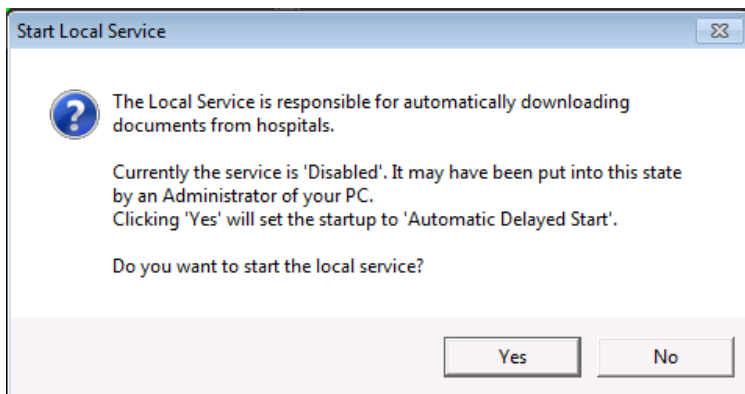 Start Local Service
The Local Service is responsible for automatically downloading
documents from hospitals.
Currently the service is 'Disabled'. It may have been put into this state
by an Administrator of your PC.
Clicking 'Yes' will set the startup to 'Automatic Delayed Start'.
Do you want to start the local service?
Yes
No